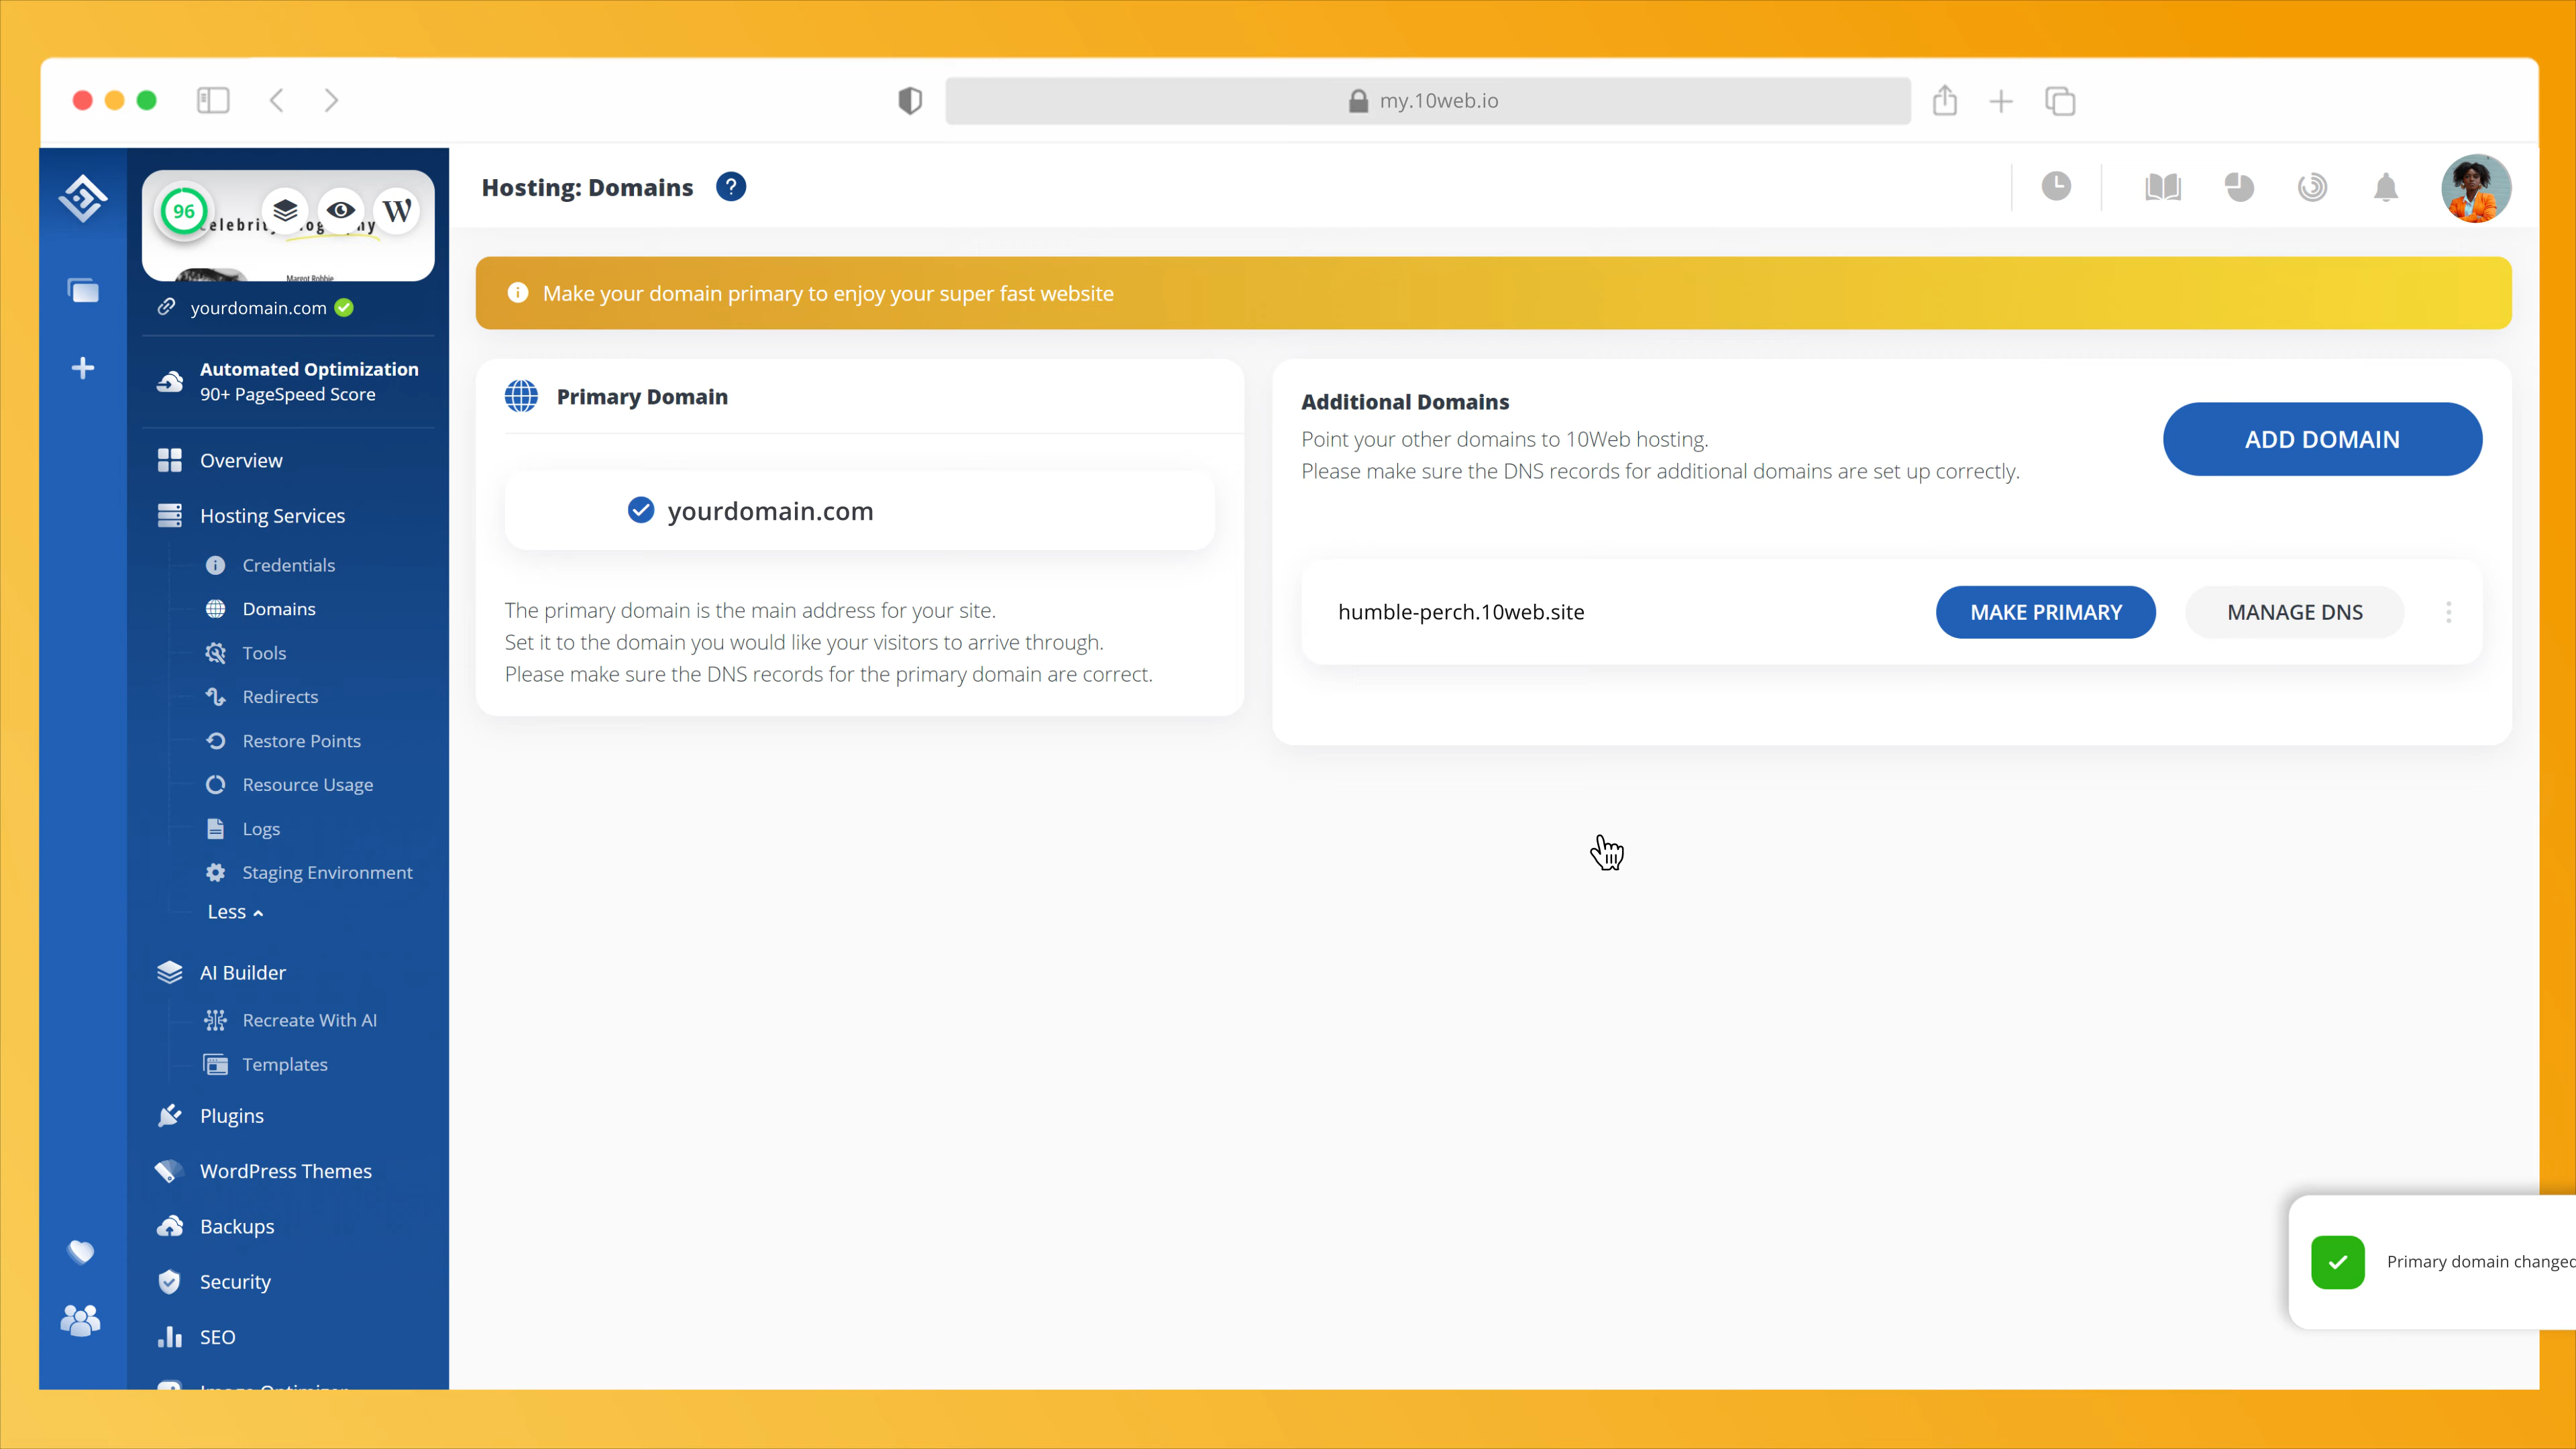 my.10web.io
96
W
Margot Robbie
yourdomain.com
Automated Optimization
90+ PageSpeed Score
Overview
Hosting Services
Credentials
Domains
Tools
Redirects
Restore Points
Resource Usage
Logs
Staging Environment
Less
AI Builder
Recreate With AI
Templates
Plugins
WordPress Themes
Backups
Security
SEO
Hosting: Domains
?
Make your domain primary to enjoy your super fast website
Primary Domain
yourdomain.com
The primary domain is the main address for your site.
Set it to the domain you would like your visitors to arrive through.
Please make sure the DNS records for the primary domain are correct.
Additional Domains
Point your other domains to 10Web hosting.
Please make sure the DNS records for additional domains are set up correctly.
ADD DOMAIN
humble-perch.10web.site
MAKE PRIMARY
MANAGE DNS
Primary domain changed